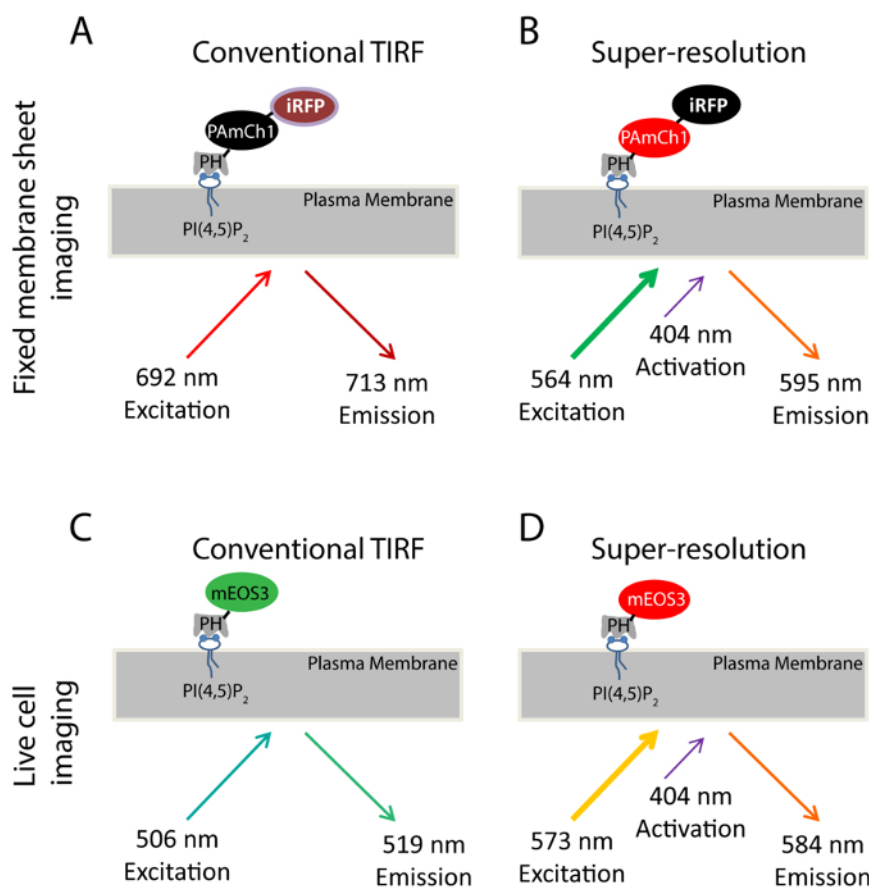 Fixed membrane sheet
imaging
A
Conventional TIRF
iRFP
PAmCh1
PH
Plasma Membrane
PI(4,5)P2
692 nm
Excitation
713 nm
Emission
B
Super-resolution
iRFP
PAmCh1
PH
Plasma Membrane
PI(4,5)P2
564 nm
Excitation
404 nm
Activation
595 nm
Emission
Live cell
imaging
C
Conventional TIRF
mEOS3
PH
Plasma Membrane
PI(4,5)P2
506 nm
Excitation
519 nm
Emission
D
Super-resolution
mEOS3
PH
Plasma Membrane
PI(4,5)P2
573 nm
Excitation
404 nm
Activation
584 nm
Emission